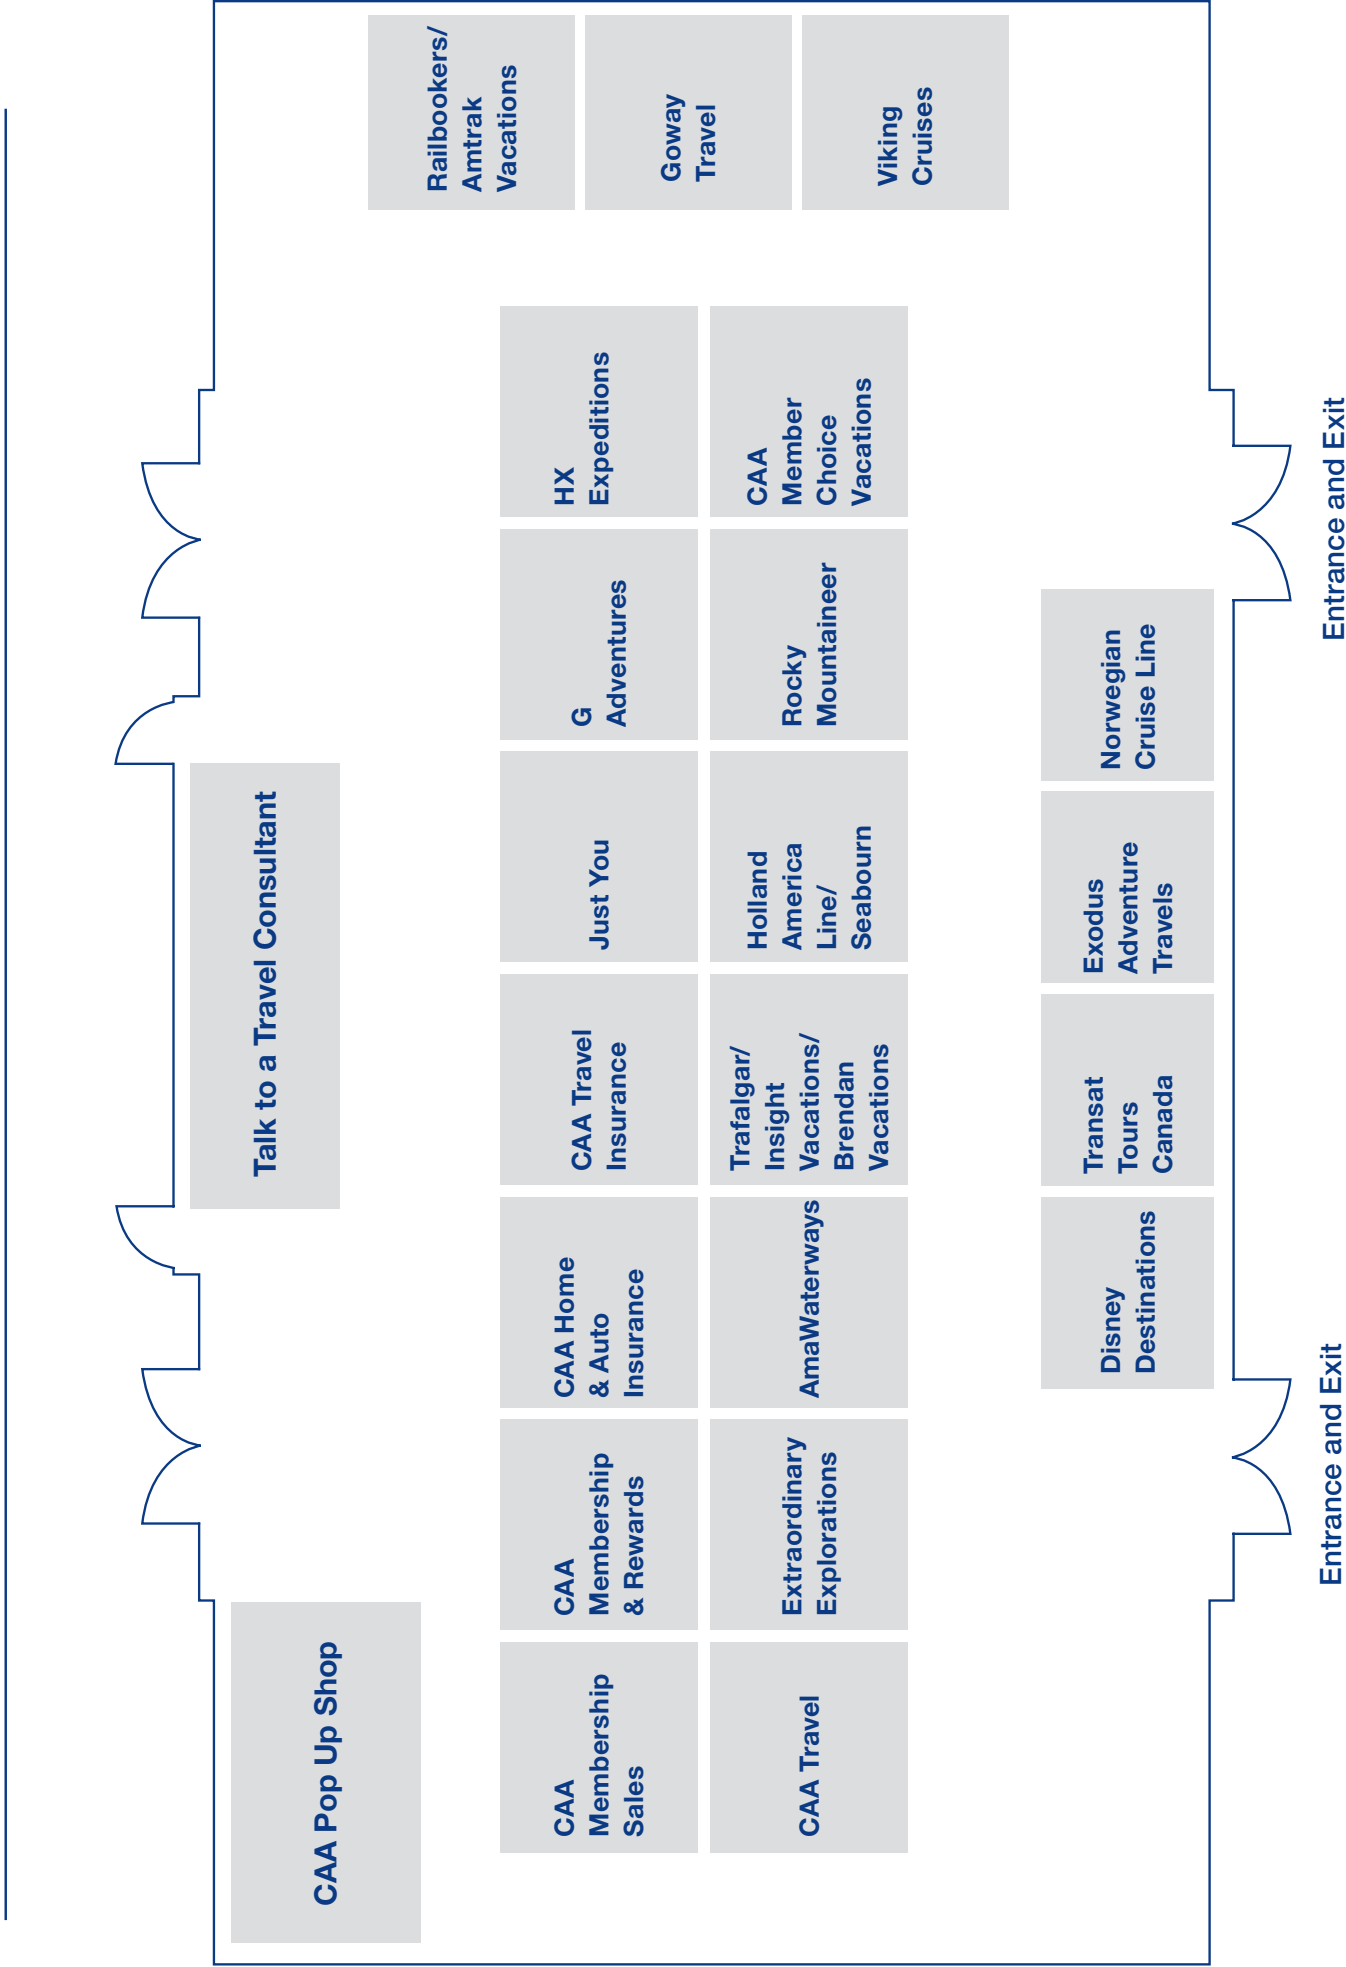 CAA Pop Up Shop
Talk to a Travel Consultant
Railbookers/
Amtrak
Vacations
Goway
Travel
Viking
Cruises
CAA
Membership
Sales
CAA
Membership
& Rewards
CAA Home
& Auto
Insurance
CAA Travel
Insurance
Just You
G
Adventures
HX
Expeditions
CAA Travel
Extraordinary
Explorations
AmaWaterways
Trafalgar/
Insight
Vacations/
Brendan
Vacations
Holland
America
Line/
Seabourn
Rocky
Mountaineer
CAA
Member
Choice
Vacations
Disney
Destinations
Transat
Tours
Canada
Exodus
Adventure
Travels
Norwegian
Cruise Line
Entrance and Exit
Entrance and Exit